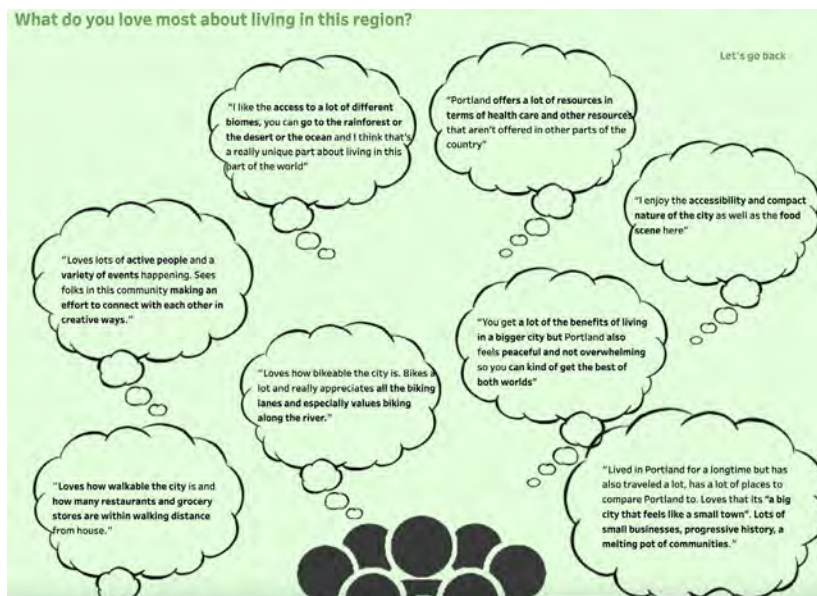 What do you love most about living in this region?
Let's go back
"I like the access to a lot of different
biomes, you can go to the rainforest or
the desert or the ocean and I think that's
a really unique part about living in this
part of the world"
"Portland offers a lot of resources in
terms of health care and other resources
that aren't offered in other parts of the
country"
"I enjoy the accessibility and compact
nature of the city as well as the food
scene here"
"Loves lots of active people and a
variety of events happening. Sees
folks in this community making an
effort to connect with each other in
creative ways."
"You get a lot of the benefits of living
in a bigger city but Portland also
feels peaceful and not overwhelming
so you can kind of get the best of
both worlds"
"Loves how bikeable the city is. Bikes a
lot and really appreciates all the biking
lanes and especially values biking
along the river."
"Loves how walkable the city is and
how many restaurants and grocery
stores are within walking distance
from house."
"Lived in Portland for a longtime but has
also traveled a lot, has a lot of places to
compare Portland to. Loves that its "a big
city that feels like a small town". Lots of
small businesses, progressive history, a
melting pot of communities."